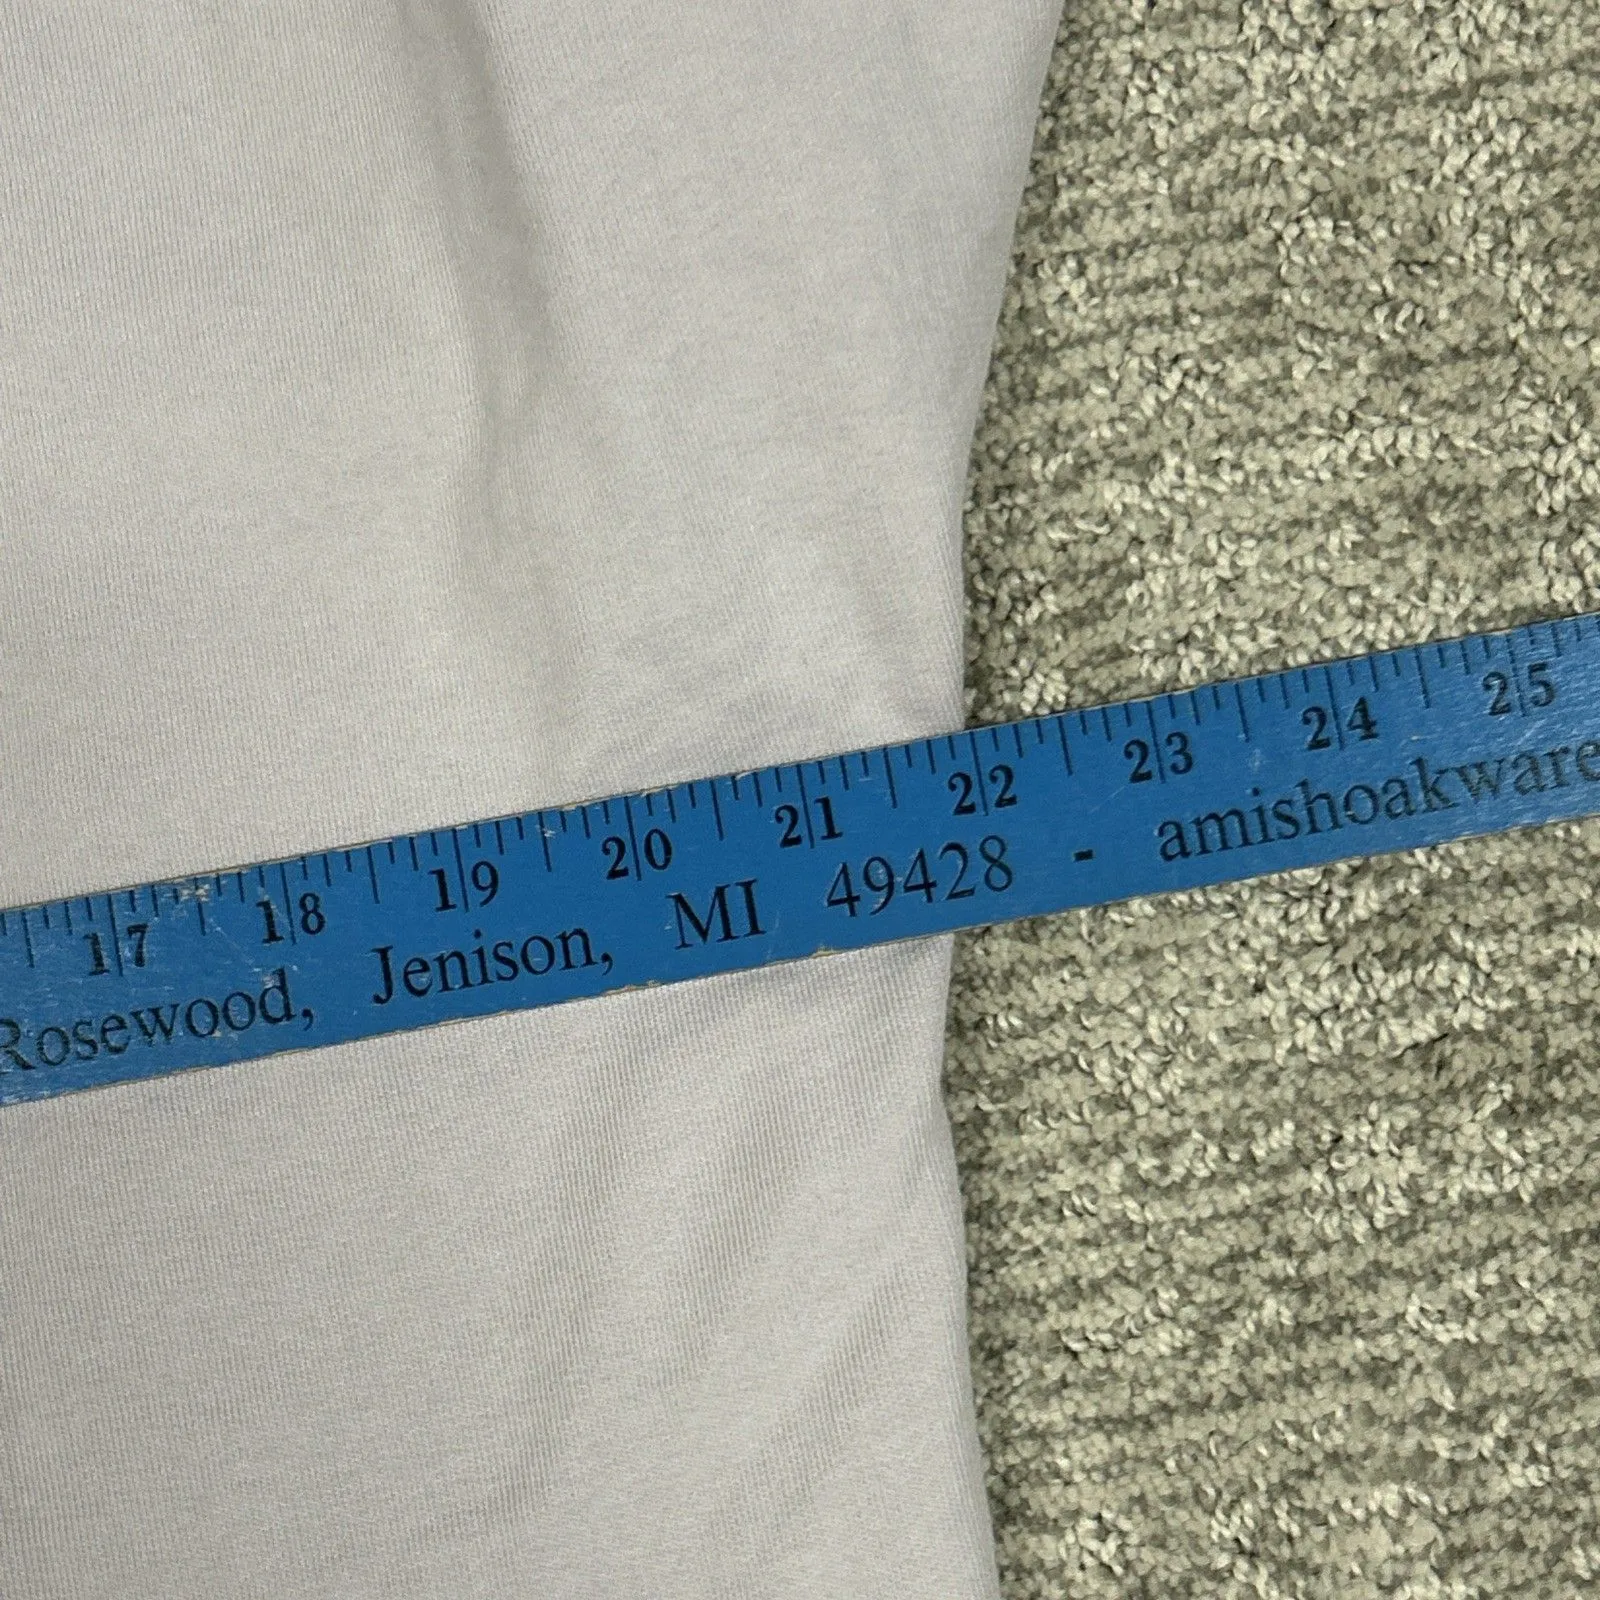 17 18 19 20 21 22 23 24 25
Rosewood, Jenison, MI 49428 - amishoakware